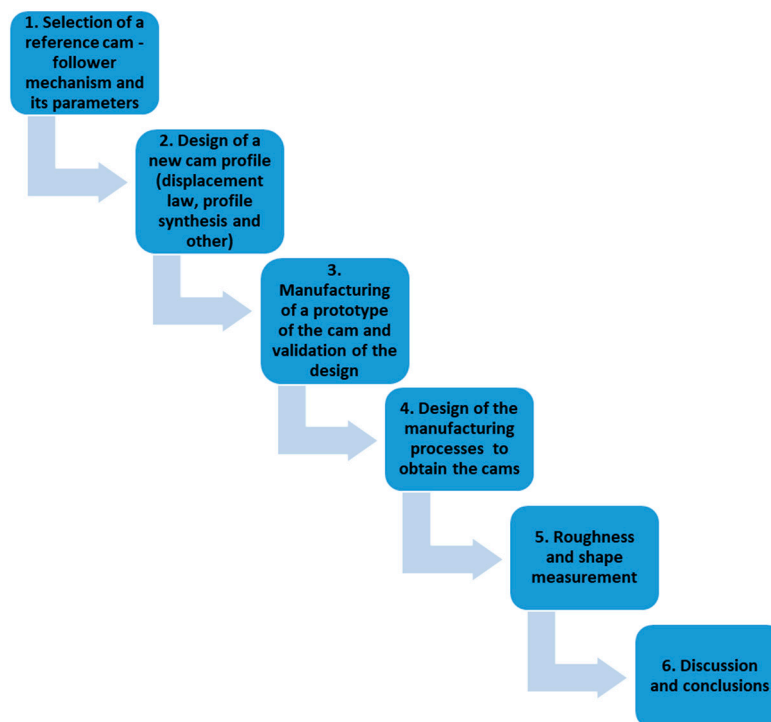 1. Selection of a
reference cam -
follower
mechanism and
its parameters
2. Design of a
new cam profile
(displacement
law, profile
synthesis and
other)
3.
Manufacturing
of a prototype
of the cam and
validation of the
design
4. Design of the
manufacturing
processes to
obtain the cams
5. Roughness
and shape
measurement
6. Discussion
and conclusions